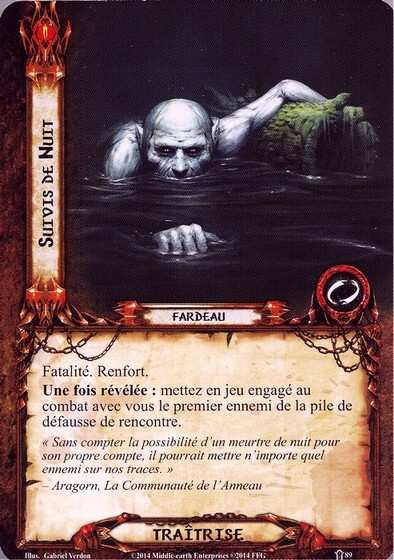 Suivis de Nuit
FARDEAU
Fatalité. Renfort.
Une fois révélée : mettez en jeu engagé au
combat avec vous le premier ennemi de la pile de
défausse de rencontre.
« Sans compter la possibilité d’un meurtre de nuit pour
son propre compte, il pourrait mettre n’importe quel
ennemi sur nos traces. »
– Aragorn, La Communauté de l’Anneau
TRAÎTRISE
Illus. Gabriel Verdon
©2014 Middle-earth Enterprises ©2014 FFG
89